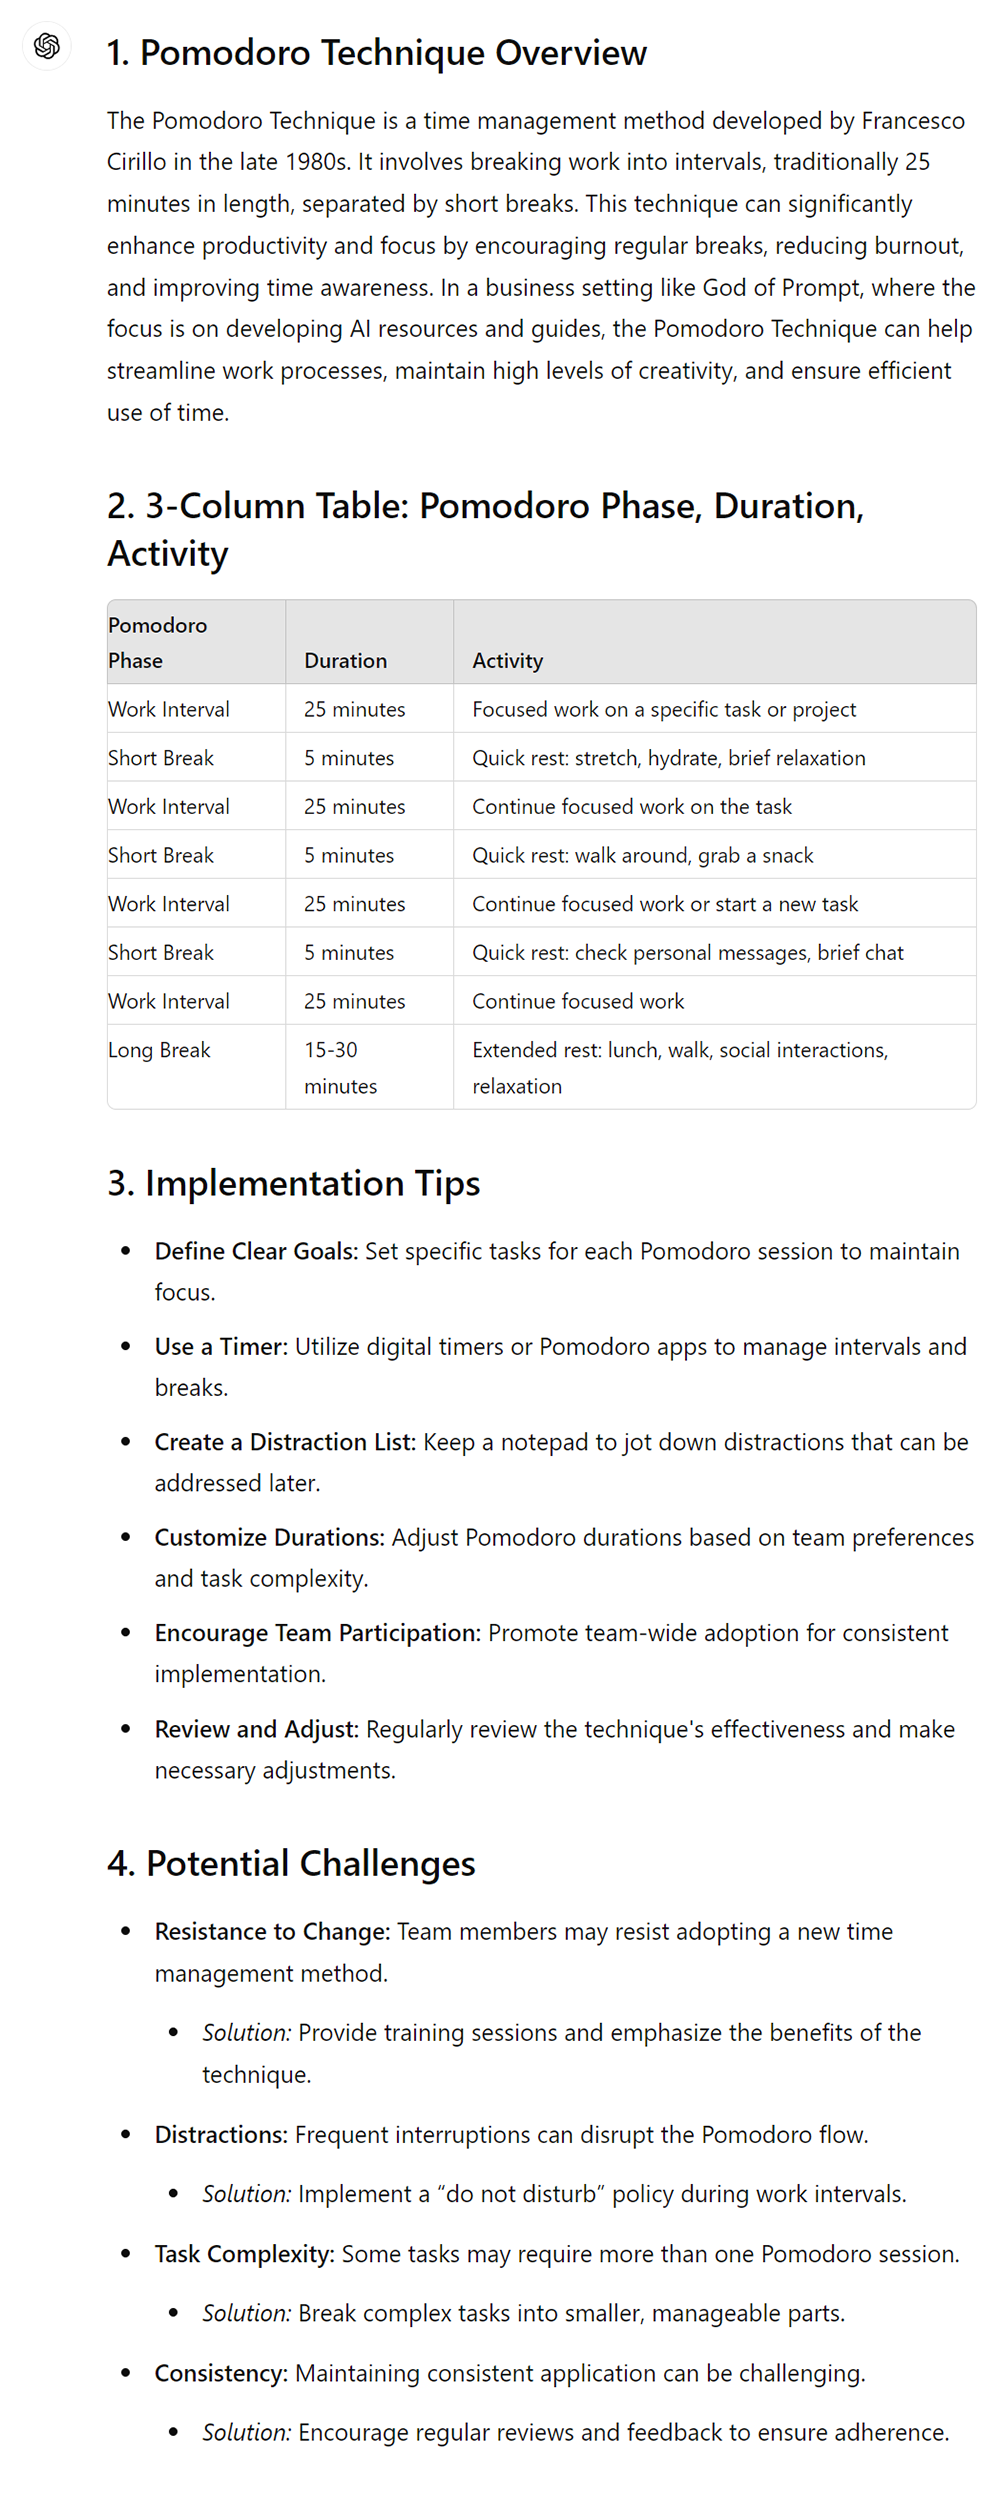 1. Pomodoro Technique Overview
The Pomodoro Technique is a time management method developed by Francesco
Cirillo in the late 1980s. It involves breaking work into intervals, traditionally 25
minutes in length, separated by short breaks. This technique can significantly
enhance productivity and focus by encouraging regular breaks, reducing burnout,
and improving time awareness. In a business setting like God of Prompt, where the
focus is on developing AI resources and guides, the Pomodoro Technique can help
streamline work processes, maintain high levels of creativity, and ensure efficient
use of time.
2. 3-Column Table: Pomodoro Phase, Duration,
Activity
Pomodoro
Phase Duration Activity
Work Interval 25 minutes Focused work on a specific task or project
Short Break 5 minutes Quick rest: stretch, hydrate, brief relaxation
Work Interval 25 minutes Continue focused work on the task
Short Break 5 minutes Quick rest: walk around, grab a snack
Work Interval 25 minutes Continue focused work or start a new task
Short Break 5 minutes Quick rest: check personal messages, brief chat
Work Interval 25 minutes Continue focused work
Long Break 15-30 Extended rest: lunch, walk, social interactions,
minutes relaxation
3. Implementation Tips
• Define Clear Goals: Set specific tasks for each Pomodoro session to maintain
focus.
• Use a Timer: Utilize digital timers or Pomodoro apps to manage intervals and
breaks.
• Create a Distraction List: Keep a notepad to jot down distractions that can be
addressed later.
• Customize Durations: Adjust Pomodoro durations based on team preferences
and task complexity.
• Encourage Team Participation: Promote team-wide adoption for consistent
implementation.
• Review and Adjust: Regularly review the technique's effectiveness and make
necessary adjustments.
4. Potential Challenges
• Resistance to Change: Team members may resist adopting a new time
management method.
• Solution: Provide training sessions and emphasize the benefits of the
technique.
• Distractions: Frequent interruptions can disrupt the Pomodoro flow.
• Solution: Implement a “do not disturb” policy during work intervals.
• Task Complexity: Some tasks may require more than one Pomodoro session.
• Solution: Break complex tasks into smaller, manageable parts.
• Consistency: Maintaining consistent application can be challenging.
• Solution: Encourage regular reviews and feedback to ensure adherence.